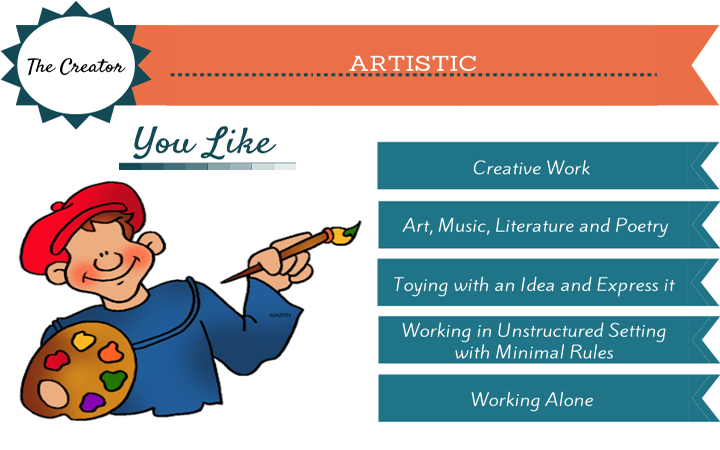 The Creator
ARTISTIC
You Like
Creative Work
Art, Music, Literature and Poetry
Toying with an Idea and Express it
Working in Unstructured Setting
with Minimal Rules
Working Alone
MARTIN